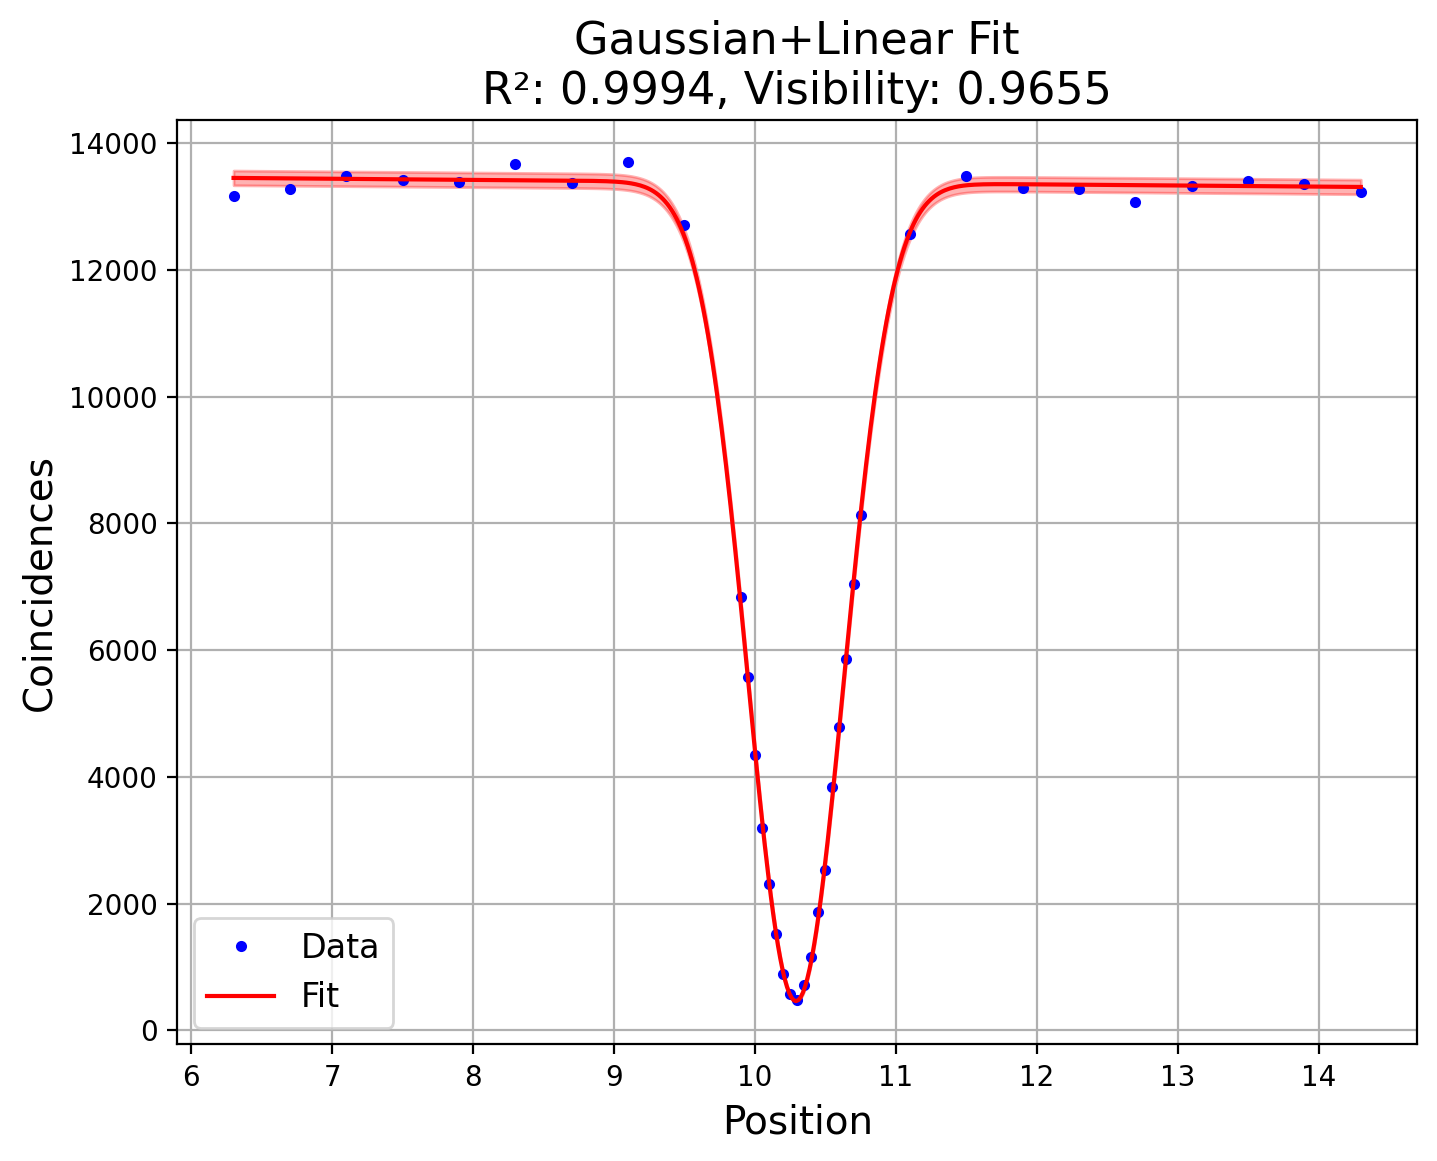 Gaussian+Linear Fit
R²: 0.9994, Visibility: 0.9655
14000
12000
10000
8000
6000
4000
2000
0
Coincidences
Data
Fit
6 7 8 9 10 11 12 13 14
Position